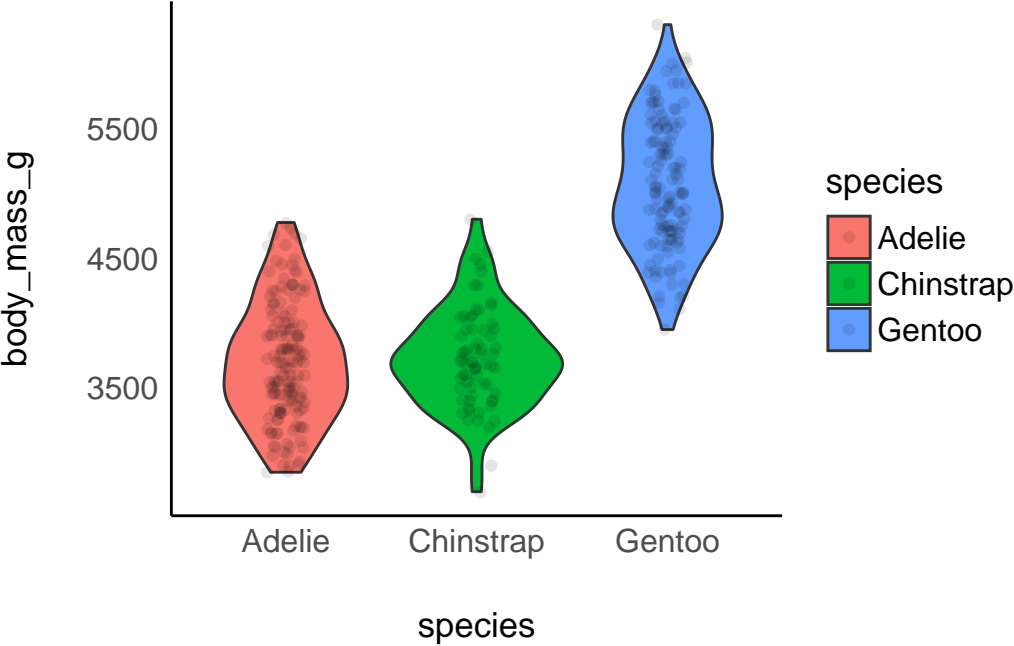 body_mass_g
5500
4500
3500
Adelie Chinstrap Gentoo
species
species
Adelie
Chinstrap
Gentoo